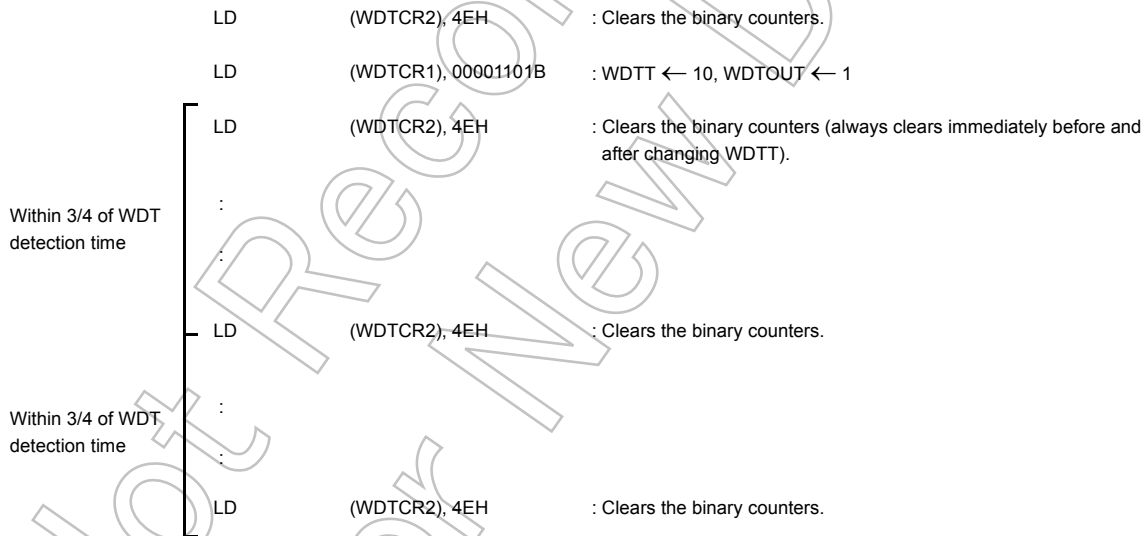 LD (WDTCR2), 4EH : Clears the binary counters.
LD (WDTCR1), 00001101B : WDTT ← 10, WDTOUT ← 1
LD (WDTCR2), 4EH : Clears the binary counters (always clears immediately before and
after changing WDTT).
Within 3/4 of WDT
detection time
:
:
LD (WDTCR2), 4EH : Clears the binary counters.
Within 3/4 of WDT
detection time
:
:
LD (WDTCR2), 4EH : Clears the binary counters.